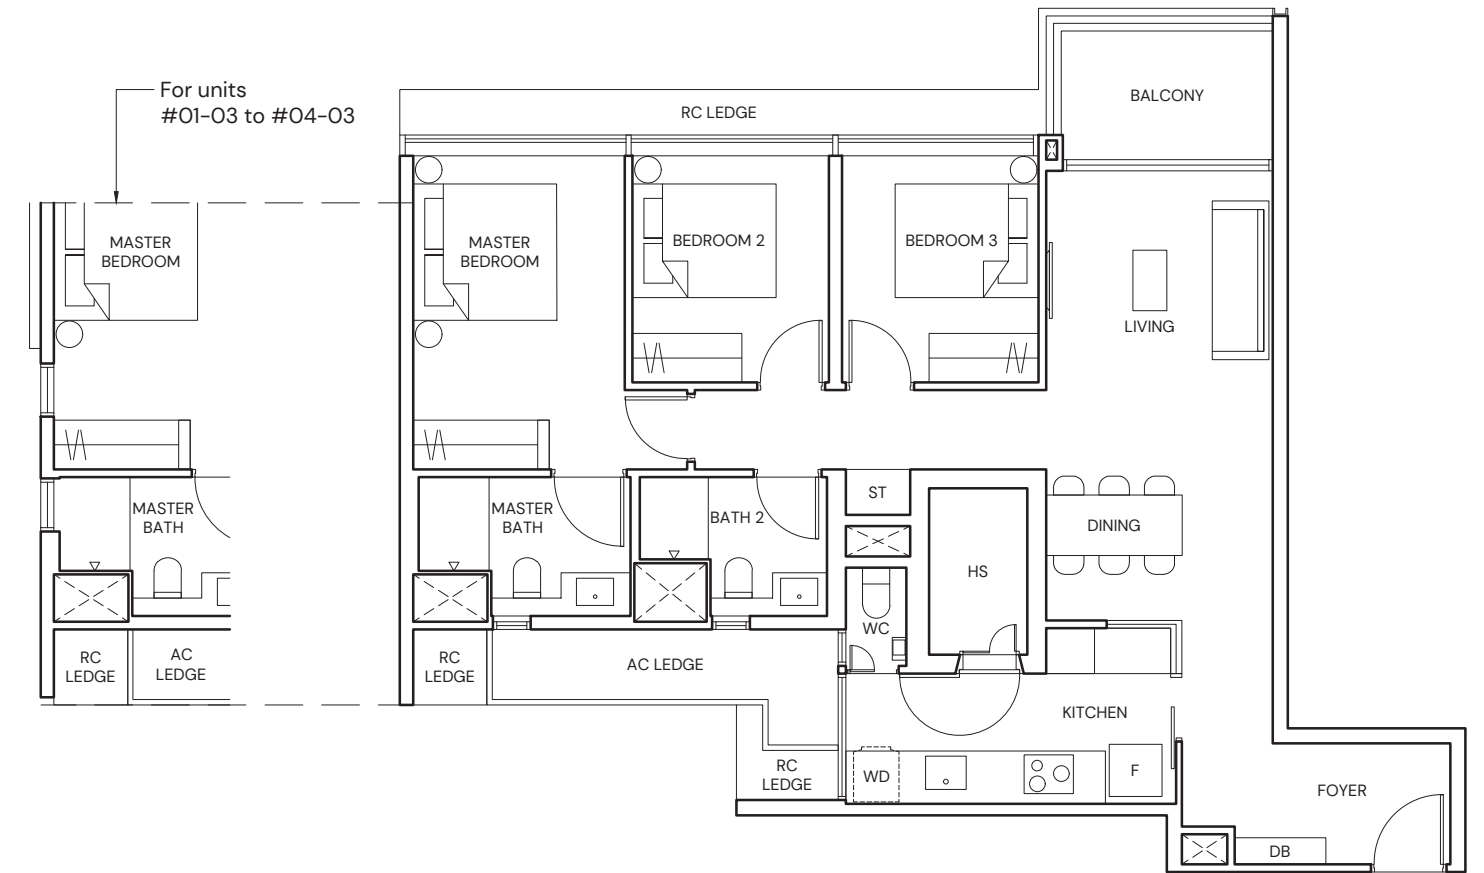 For units
#01-03 to #04-03
RC LEDGE
BALCONY
MASTER
BEDROOM
MASTER
BEDROOM
BEDROOM 2
BEDROOM 3
LIVING
MASTER
BATH
MASTER
BATH
BATH 2
ST
DINING
HS
WC
RC
LEDGE
AC
LEDGE
RC
LEDGE
AC LEDGE
KITCHEN
RC
LEDGE
WD
F
FOYER
DB